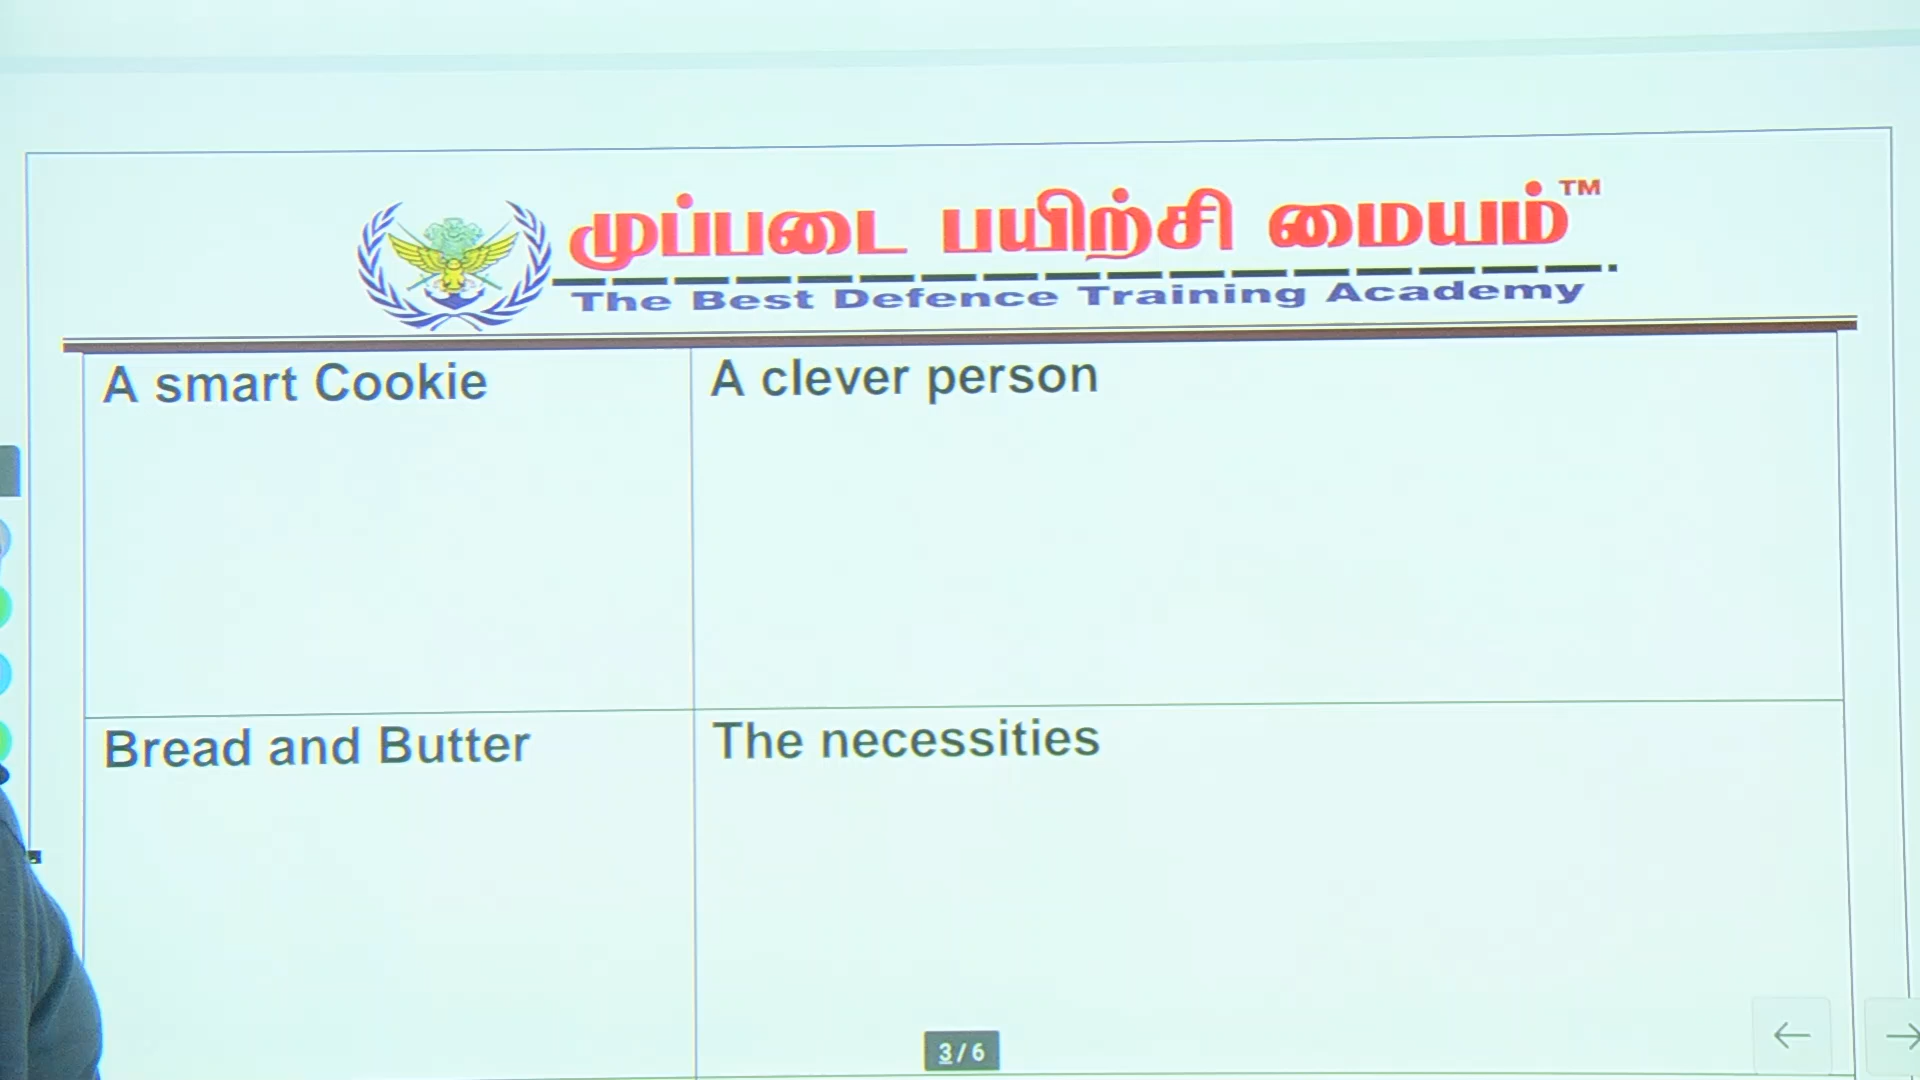 முப்படை பயிற்சி மையம்™
The Best Defence Training Academy
A smart Cookie
A clever person
Bread and Butter
The necessities
3 / 6